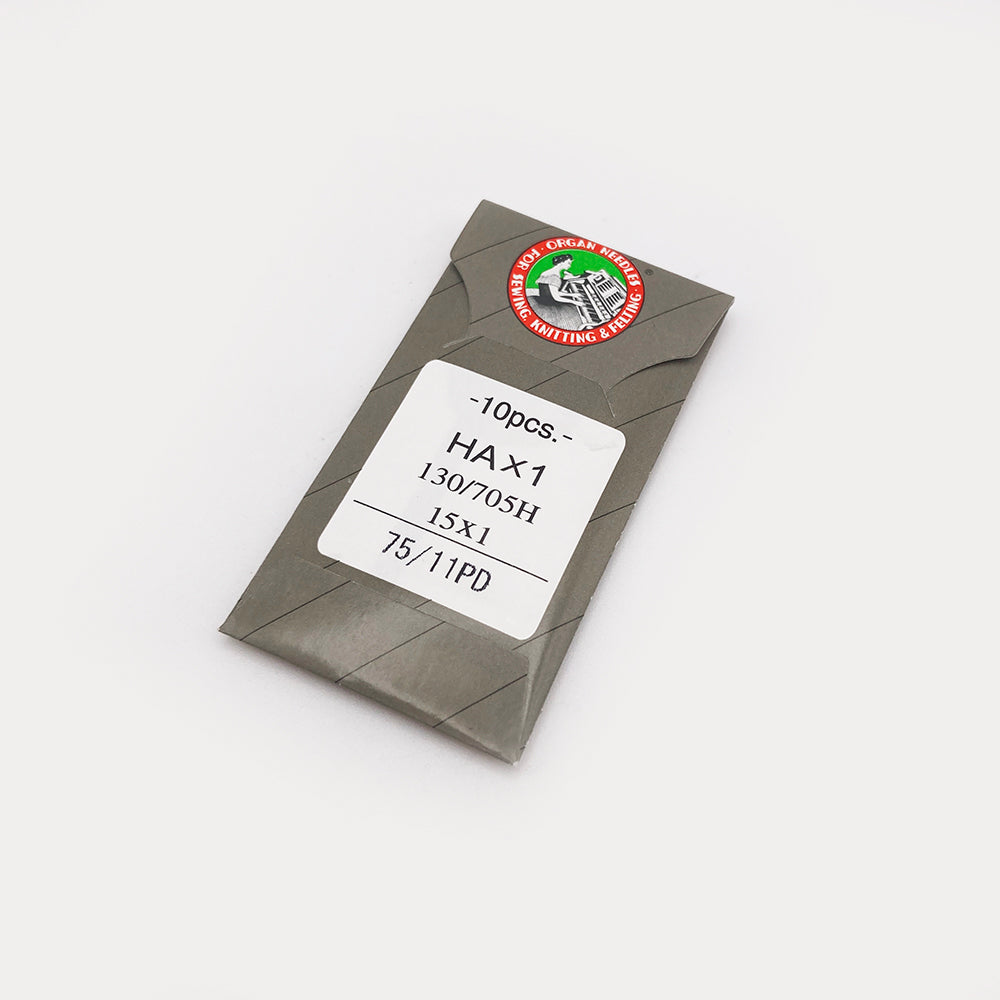 · ORGAN NEEDLES ·
FOR SEWING, KNITTING & FELTING
®
-10pcs.-
HA×1
130/705H
15X1
75/11PD